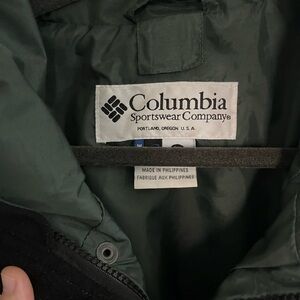 Columbia
Sportswear Company®
PORTLAND, OREGON U.S.A.
MADE IN PHILIPPINES
FABRIQUE AUX PHILIPPINES